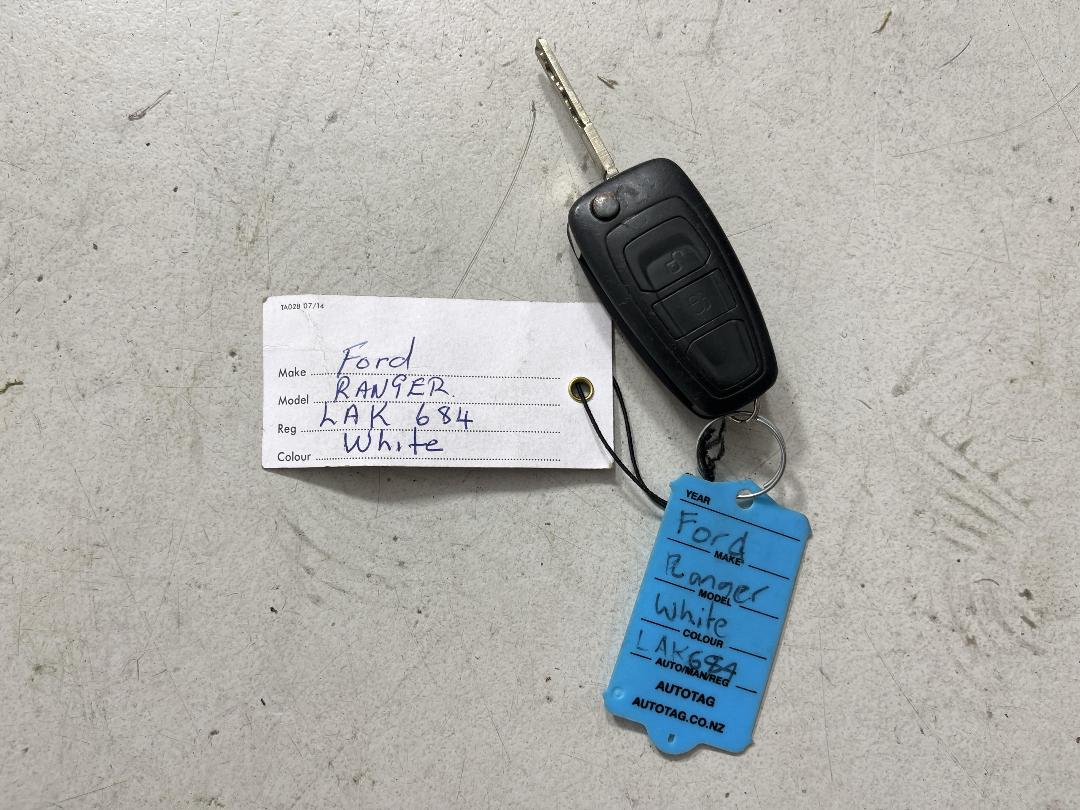 TA028 07/14
Make Ford
Model RANGER.
Reg LAK 684
Colour White
YEAR
Ford
MAKE
Ranger
MODEL
White
COLOUR
LAK684
AUTO/MAN/REG
AUTOTAG
AUTOTAG.CO.NZ